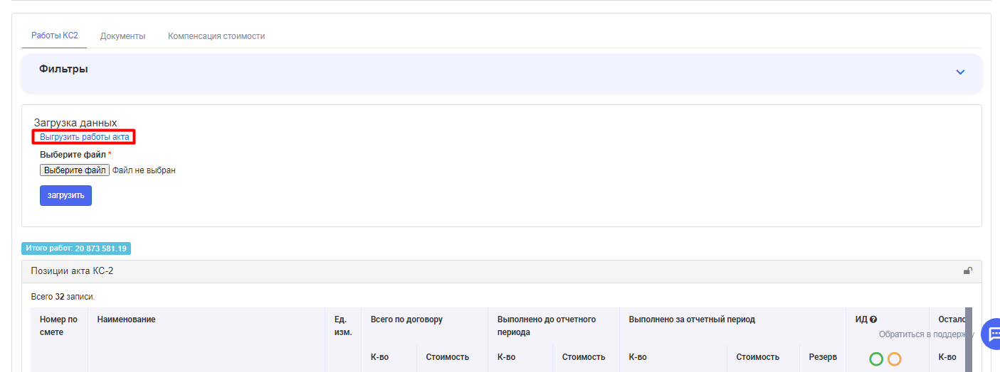 Работы КС2 Документы Компенсация стоимости
Фильтры
Загрузка данных
Выгрузить работы акта
Выберите файл *
Выберите файл Файл не выбран
загрузить
Итого работ: 20 873 581.19
Позиции акта КС-2
Всего 32 записи.
Номер по смете Наименование Ед. изм. Всего по договору Выполнено до отчетного периода Выполнено за отчетный период ИД Остало
Обратиться в поддержку
К-во Стоимость К-во Стоимость К-во Стоимость Резерв К-во